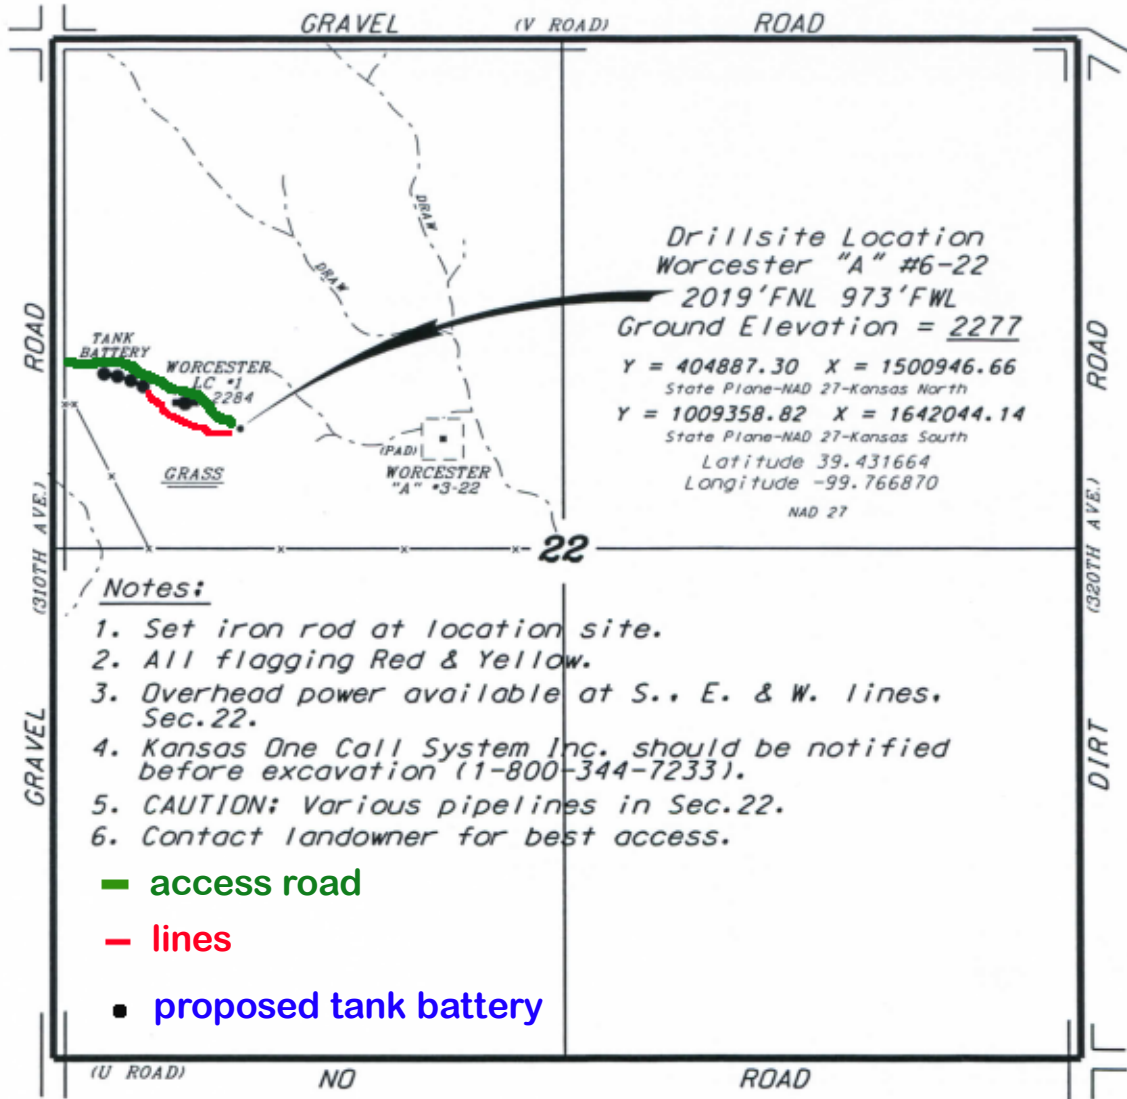 GRAVEL (V ROAD) ROAD
DRAW
DRAW
Drillsite Location
Worcester "A" #6-22
2019'FNL 973'FWL
Ground Elevation = 2277
Y = 404887.30 X = 1500946.66
State Plane-NAD 27-Kansas North
Y = 1009358.82 X = 1642044.14
State Plane-NAD 27-Kansas South
Latitude 39.431664
Longitude -99.766870
NAD 27
ROAD
TANK
BATTERY
WORCESTER
LC #1
2284
GRASS
(PAD)
WORCESTER
"A" #3-22
ROAD
(310TH AVE.)
GRAVEL
(320TH AVE.)
DIRT
22
Notes:
1. Set iron rod at location site.
2. All flagging Red & Yellow.
3. Overhead power available at S., E. & W. lines,
Sec.22.
4. Kansas One Call System Inc. should be notified
before excavation (1-800-344-7233).
5. CAUTION: Various pipelines in Sec.22.
6. Contact landowner for best access.
access road
lines
proposed tank battery
(U ROAD) NO ROAD